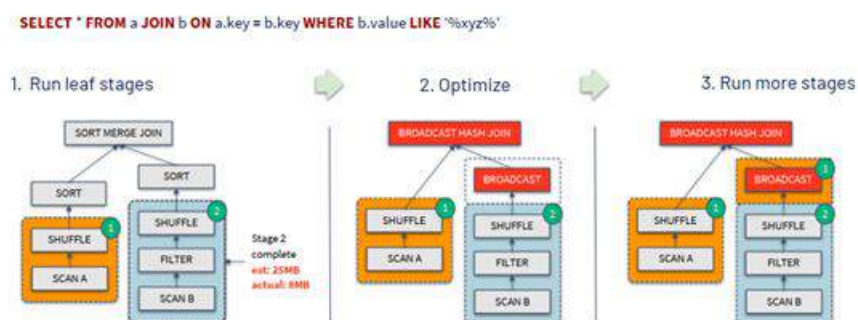 SELECT * FROM a JOIN b ON a.key = b.key WHERE b.value LIKE '%xyz%'
1. Run leaf stages
2. Optimize
3. Run more stages
SORT MERGE JOIN
SORT
SORT
SHUFFLE
1
SCAN A
SHUFFLE
2
FILTER
SCAN B
Stage 2
complete
est: 25MB
actual: 8MB
BROADCAST HASH JOIN
BROADCAST
SHUFFLE
1
SCAN A
SHUFFLE
2
FILTER
SCAN B
BROADCAST HASH JOIN
BROADCAST
3
SHUFFLE
1
SCAN A
SHUFFLE
2
FILTER
SCAN B